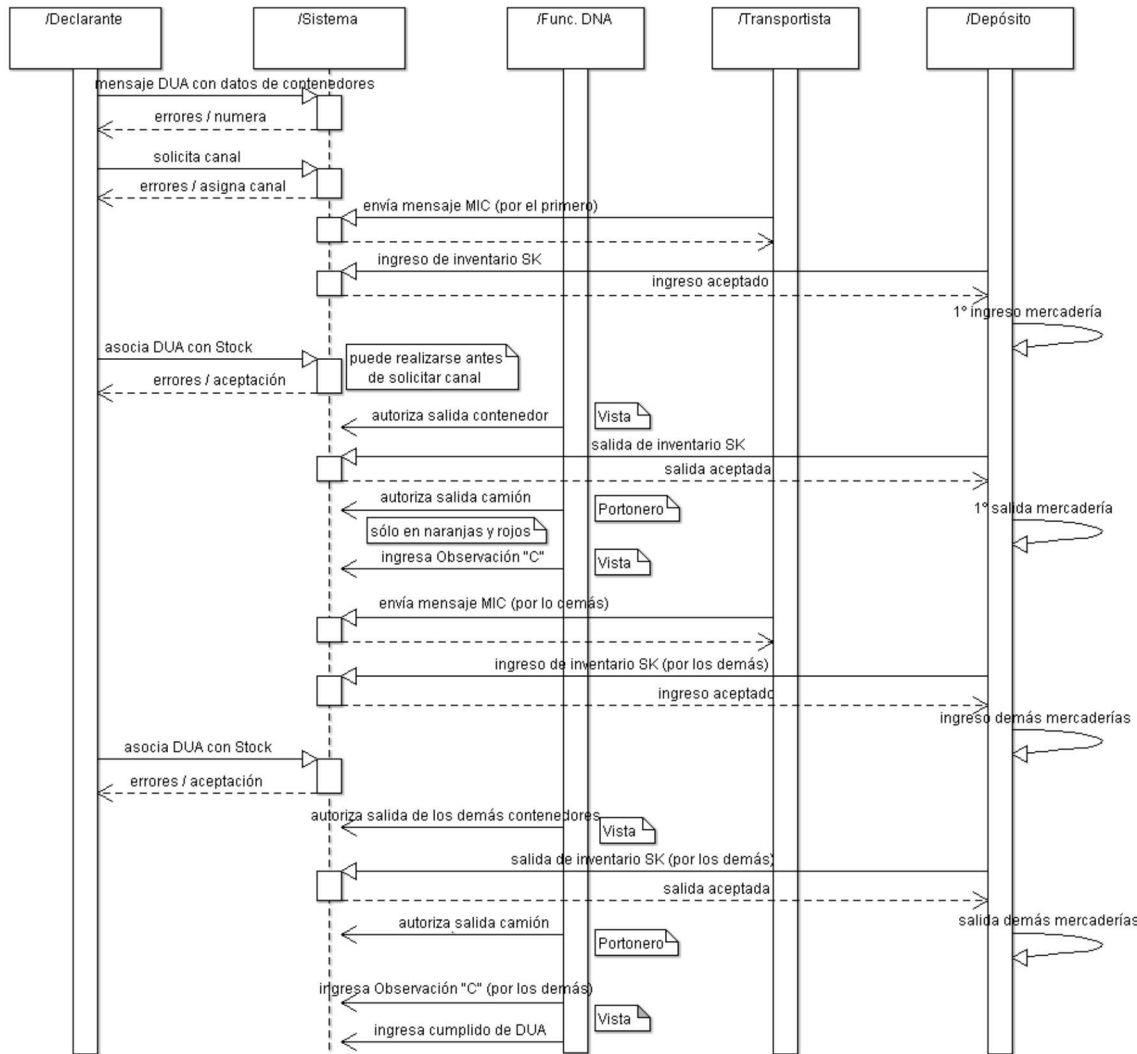 /Declarante
/Sistema
/Func. DNA
/Transportista
/Depósito
mensaje DUA con datos de contenedores
errores / numera
solicita canal
errores / asigna canal
envía mensaje MIC (por el primero)
ingreso de inventario SK
ingreso aceptado
1º ingreso mercadería
asocia DUA con Stock
puede realizarse antes
de solicitar canal
errores / aceptación
autoriza salida contenedor
Vista
salida de inventario SK
salida aceptada
autoriza salida camión
Portonero
1º salida mercadería
sólo en naranjas y rojos
ingresa Observación "C"
Vista
envía mensaje MIC (por lo demás)
ingreso de inventario SK (por los demás)
ingreso aceptado
ingreso demás mercaderías
asocia DUA con Stock
errores / aceptación
autoriza salida de los demás contenedores
Vista
salida de inventario SK (por los demás)
salida aceptada
autoriza salida camión
Portonero
salida demás mercaderías
ingresa Observación "C" (por los demás)
Vista
ingresa cumplido de DUA